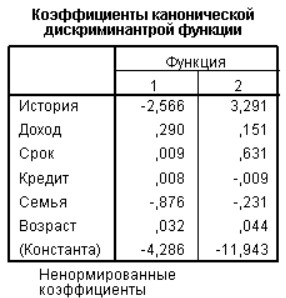 Коэффициенты канонической
дискриминантрой функции
Функция
1 2
История -2,566 3,291
Доход ,290 ,151
Срок ,009 ,631
Кредит ,008 -,009
Семья -,876 -,231
Возраст ,032 ,044
(Константа) -4,286 -11,943
Ненормированные
коэффициенты